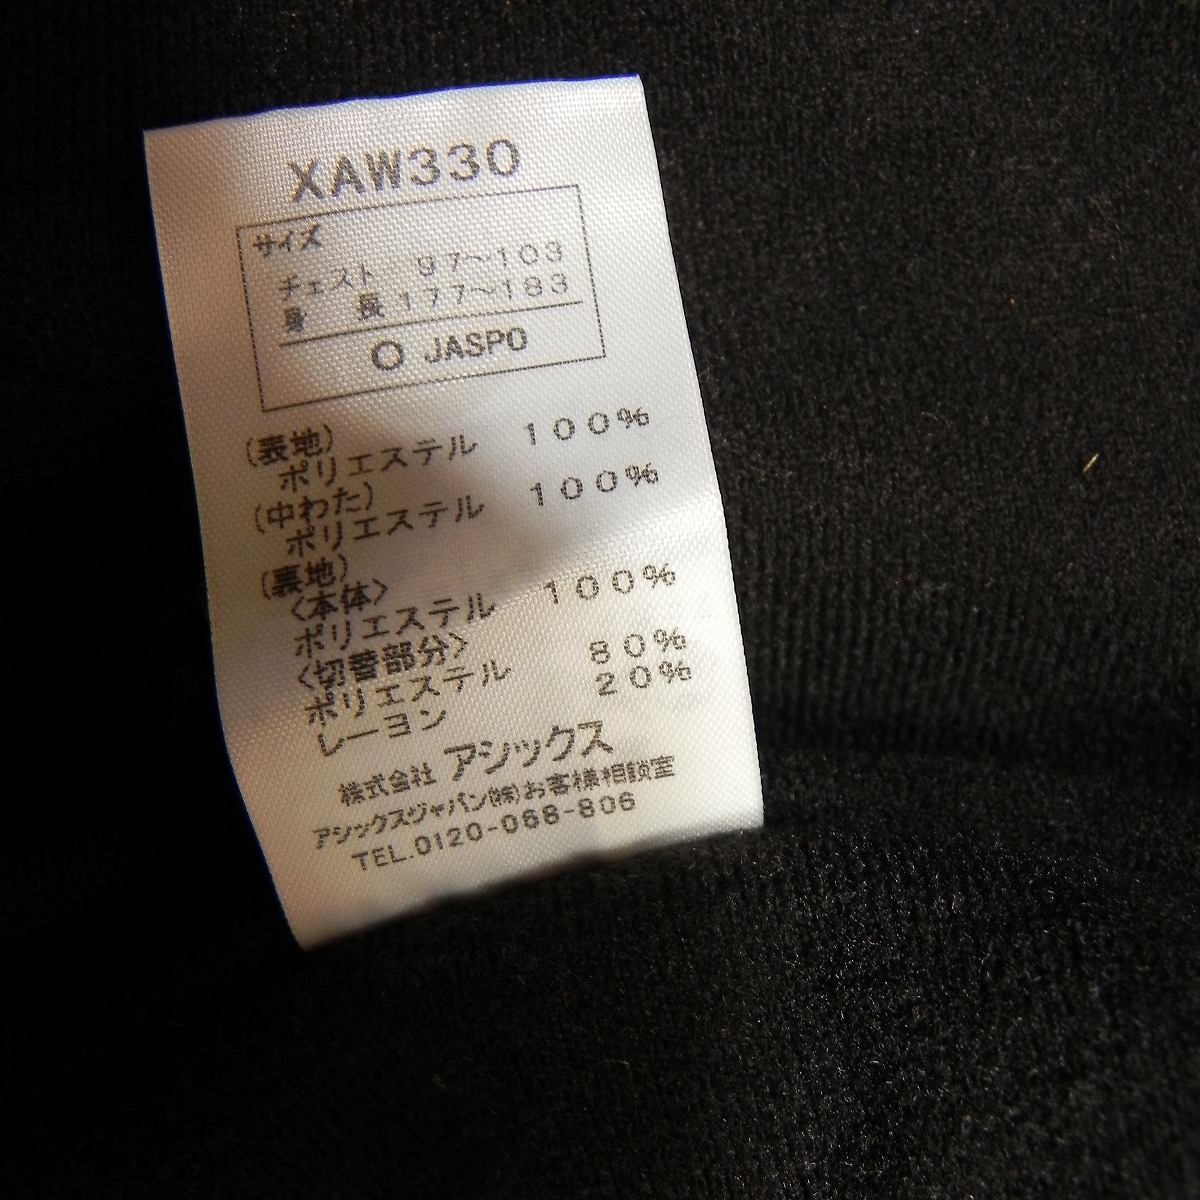 XAW330
サイズ
チェスト 97～103
身 長 177～183
O JASPO
(表地)
ポリエステル 100%
(中わた)
ポリエステル 100%
(裏地)
〈本体〉
ポリエステル 100%
〈切替部分〉
ポリエステル 80%
レーヨン 20%
株式会社 アシックス
アシックスジャパン㈱お客様相談室
TEL.0120-068-806